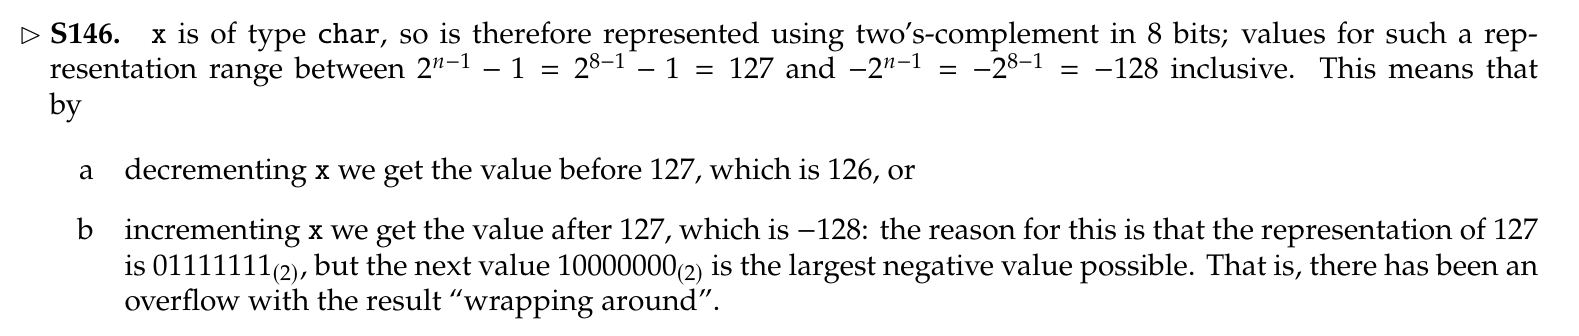 ▷ S146. x is of type char, so is therefore represented using two's-complement in 8 bits; values for such a rep-
resentation range between 2^{n−1} − 1 = 2^{8−1} − 1 = 127 and −2^{n−1} = −2^{8−1} = −128 inclusive. This means that
by
a decrementing x we get the value before 127, which is 126, or
b incrementing x we get the value after 127, which is −128: the reason for this is that the representation of 127
is 01111111_{(2)}, but the next value 10000000_{(2)} is the largest negative value possible. That is, there has been an
overflow with the result “wrapping around”.